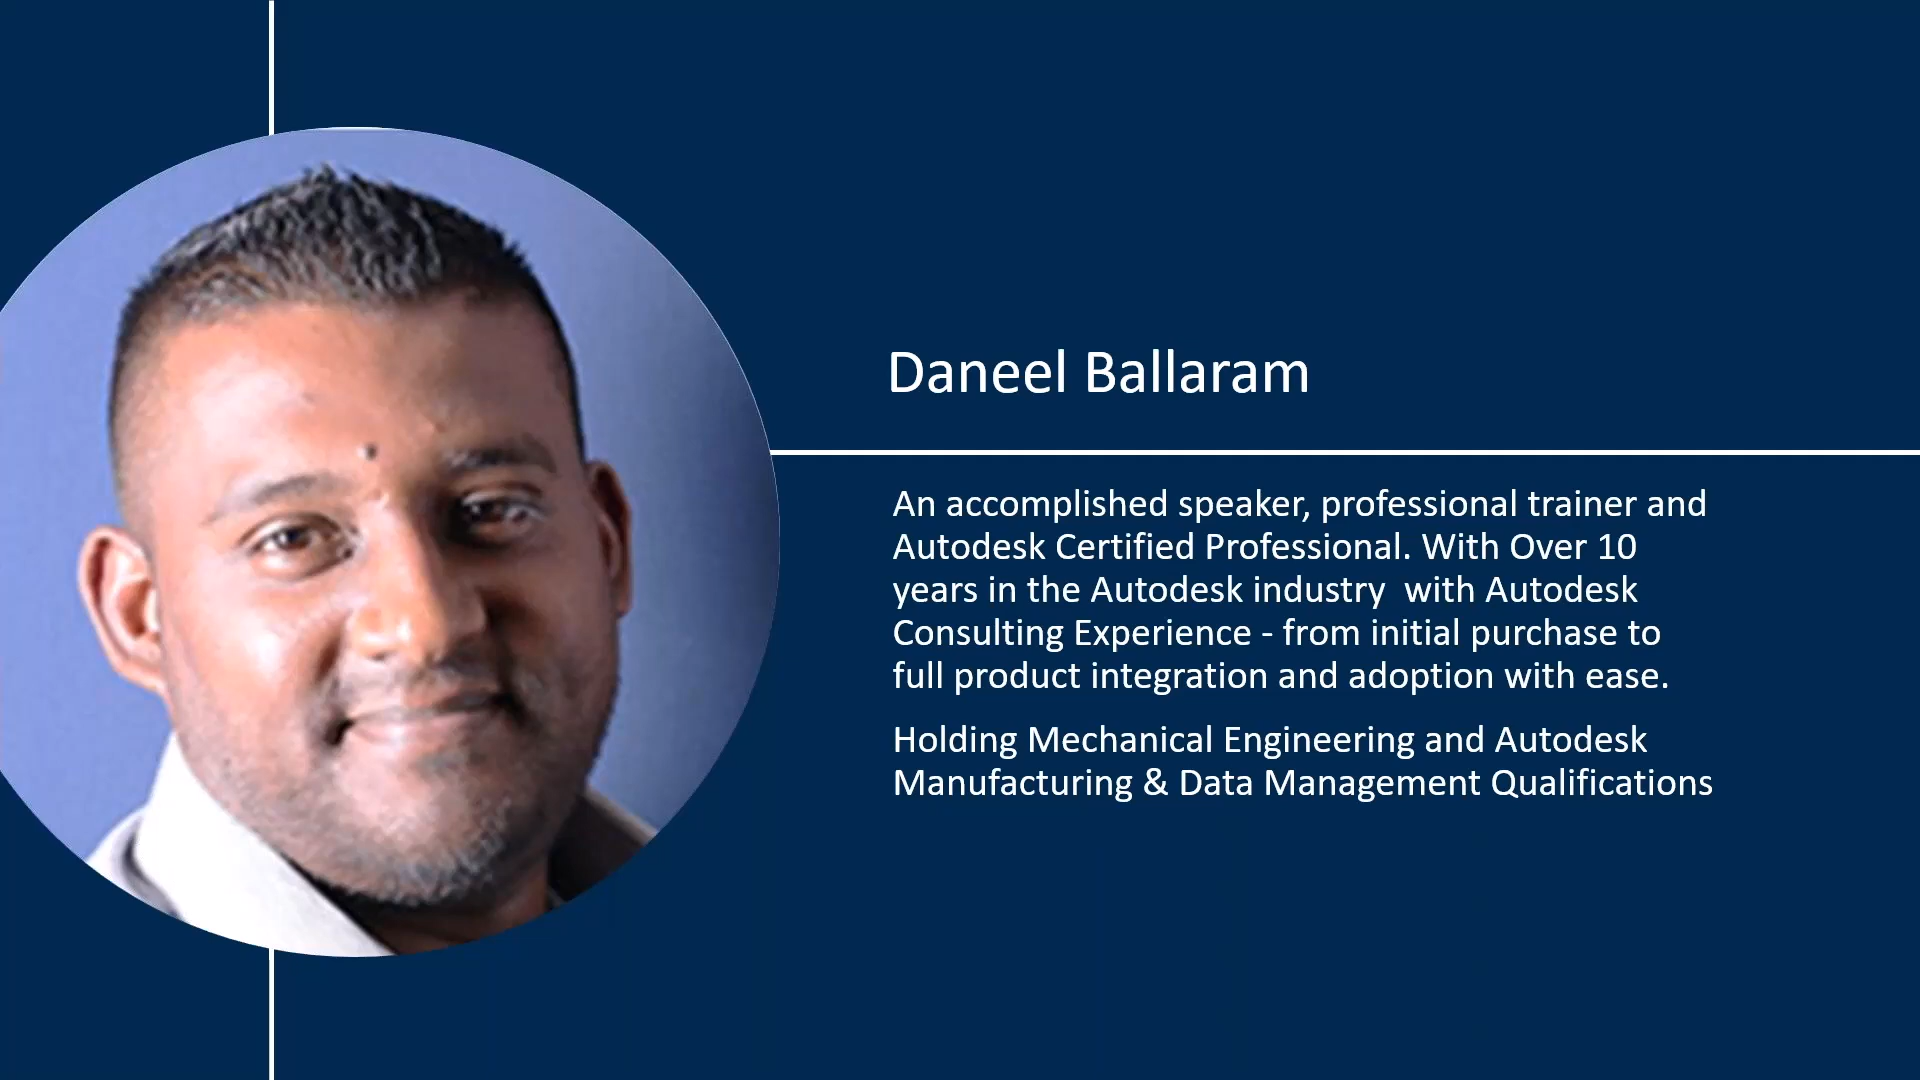 Daneel Ballaram
An accomplished speaker, professional trainer and
Autodesk Certified Professional. With Over 10
years in the Autodesk industry  with Autodesk
Consulting Experience - from initial purchase to
full product integration and adoption with ease.
Holding Mechanical Engineering and Autodesk
Manufacturing & Data Management Qualifications